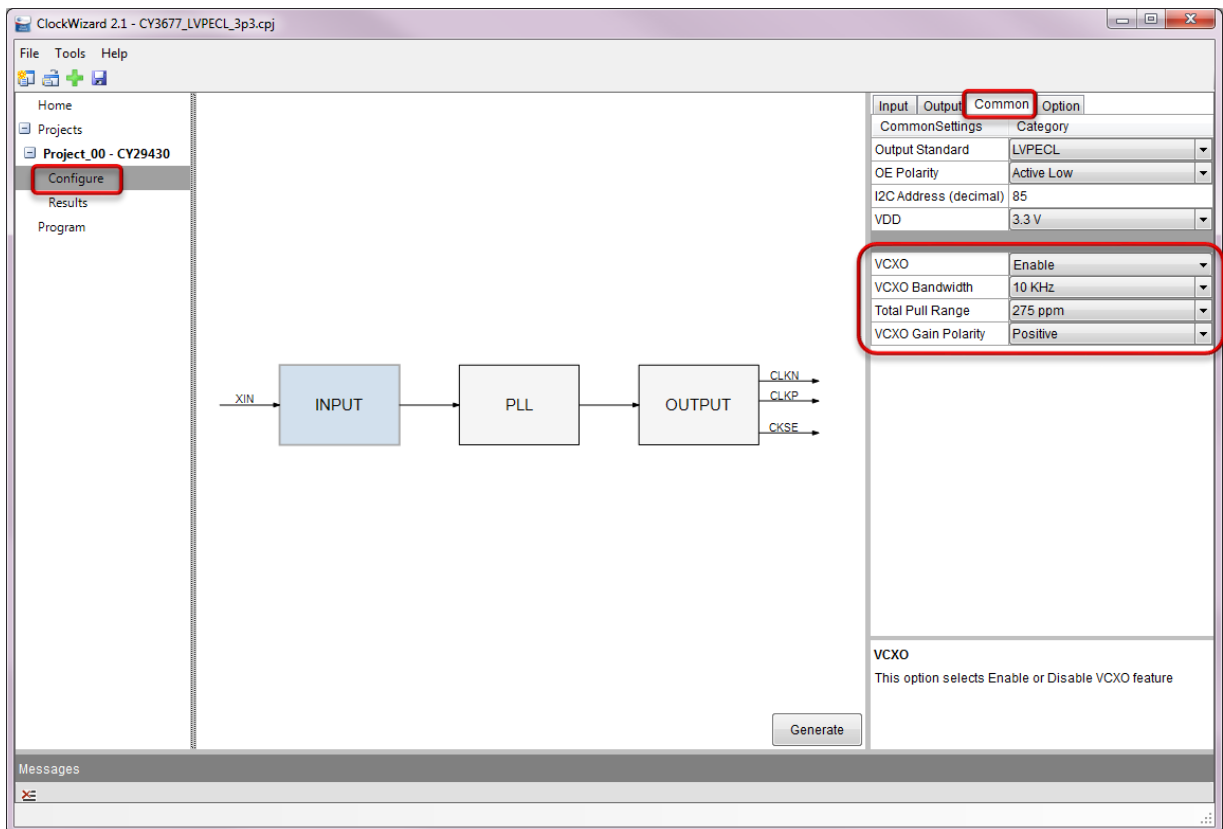 ClockWizard 2.1 - CY3677_LVPECL_3p3.cpj
File Tools Help
Home
Projects
Project_00 - CY29430
Configure
Results
Program
XIN
INPUT
PLL
OUTPUT
CLKN
CLKP
CKSE
Generate
Input Output Common Option
CommonSettings Category
Output Standard LVPECL
OE Polarity Active Low
I2C Address (decimal) 85
VDD 3.3 V
VCXO Enable
VCXO Bandwidth 10 KHz
Total Pull Range 275 ppm
VCXO Gain Polarity Positive
VCXO
This option selects Enable or Disable VCXO feature
Messages